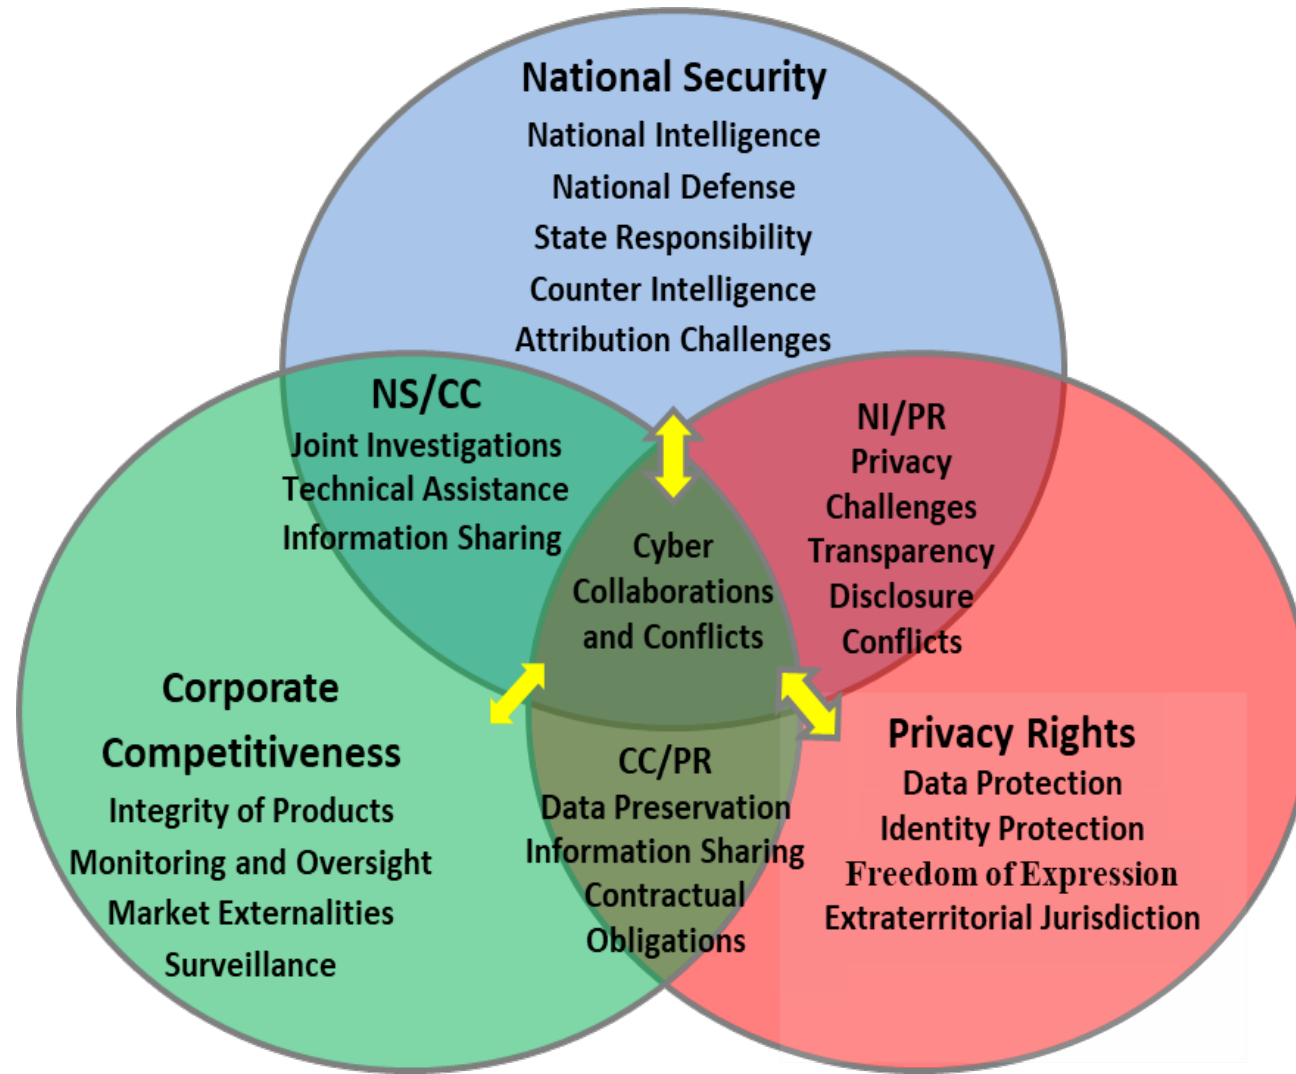 National Security
National Intelligence
National Defense
State Responsibility
Counter Intelligence
Attribution Challenges
NS/CC
Joint Investigations
Technical Assistance
Information Sharing
NI/PR
Privacy
Challenges
Transparency
Disclosure
Conflicts
Cyber
Collaborations
and Conflicts
Corporate
Competitiveness
Integrity of Products
Monitoring and Oversight
Market Externalities
Surveillance
CC/PR
Data Preservation
Information Sharing
Contractual
Obligations
Privacy Rights
Data Protection
Identity Protection
Freedom of Expression
Extraterritorial Jurisdiction